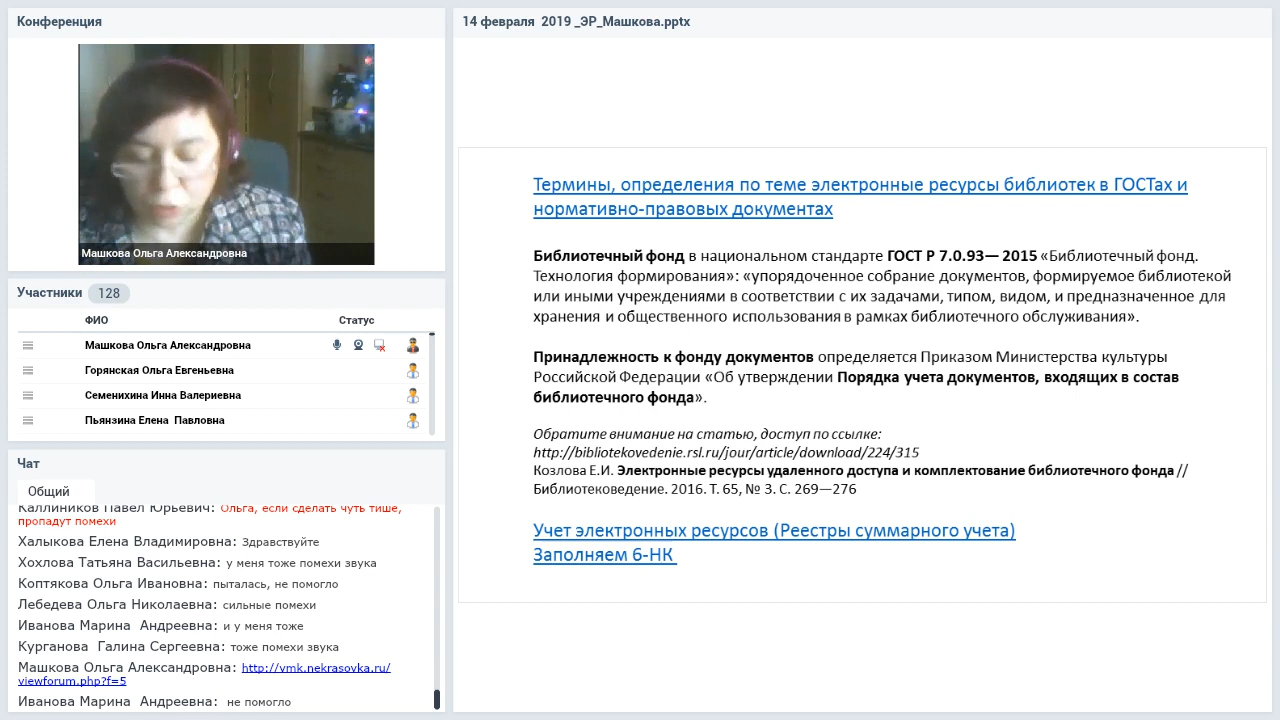 Конференция
Машкова Ольга Александровна
Участники 128
ФИО Статус
Машкова Ольга Александровна
Горянская Ольга Евгеньевна
Семенихина Инна Валериевна
Пьянзина Елена Павловна
Чат
Общий
Каллиников Павел Юрьевич: Ольга, если сделать чуть тише,
пропадут помехи
Халыкова Елена Владимировна: Здравствуйте
Хохлова Татьяна Васильевна: у меня тоже помехи звука
Коптякова Ольга Ивановна: пыталась, не помогло
Лебедева Ольга Николаевна: сильные помехи
Иванова Марина Андреевна: и у меня тоже
Курганова Галина Сергеевна: тоже помехи звука
Машкова Ольга Александровна: http://vmk.nekrasovka.ru/
viewforum.php?f=5
Иванова Марина Андреевна: не помогло
14 февраля 2019 _ЭР_Машкова.pptx
Термины, определения по теме электронные ресурсы библиотек в ГОСТах и
нормативно-правовых документах
Библиотечный фонд в национальном стандарте ГОСТ Р 7.0.93— 2015 «Библиотечный фонд.
Технология формирования»: «упорядоченное собрание документов, формируемое библиотекой
или иными учреждениями в соответствии с их задачами, типом, видом, и предназначенное для
хранения и общественного использования в рамках библиотечного обслуживания».
Принадлежность к фонду документов определяется Приказом Министерства культуры
Российской Федерации «Об утверждении Порядка учета документов, входящих в состав
библиотечного фонда».
Обратите внимание на статью, доступ по ссылке:
http://bibliotekovedenie.rsl.ru/jour/article/download/224/315
Козлова Е.И. Электронные ресурсы удаленного доступа и комплектование библиотечного фонда //
Библиотековедение. 2016. Т. 65, № 3. С. 269—276
Учет электронных ресурсов (Реестры суммарного учета)
Заполняем 6-НК